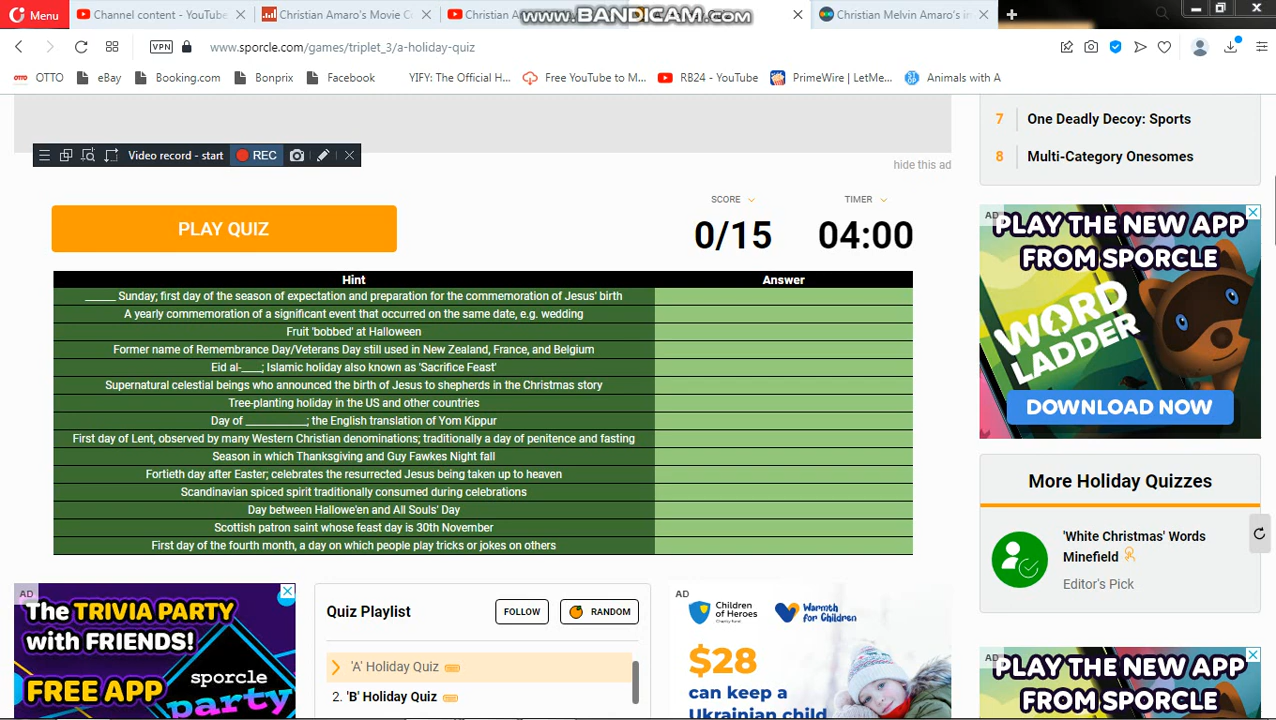 Menu
Channel content - YouTube
Christian Amaro's Movie C
Christian A
www.BANDICAM.com
Christian Melvin Amaro's in
VPN
www.sporcle.com/games/triplet_3/a-holiday-quiz
OTTO
eBay
Booking.com
Bonprix
Facebook
YIFY: The Official H...
Free YouTube to M...
RB24 - YouTube
PrimeWire | LetMe...
Animals with A
7 One Deadly Decoy: Sports
8 Multi-Category Onesomes
Video record - start
REC
hide this ad
PLAY QUIZ
SCORE
TIMER
0/15
04:00
Hint Answer
______ Sunday; first day of the season of expectation and preparation for the commemoration of Jesus' birth
A yearly commemoration of a significant event that occurred on the same date, e.g. wedding
Fruit 'bobbed' at Halloween
Former name of Remembrance Day/Veterans Day still used in New Zealand, France, and Belgium
Eid al-____; Islamic holiday also known as 'Sacrifice Feast'
Supernatural celestial beings who announced the birth of Jesus to shepherds in the Christmas story
Tree-planting holiday in the US and other countries
Day of ____________; the English translation of Yom Kippur
First day of Lent, observed by many Western Christian denominations; traditionally a day of penitence and fasting
Season in which Thanksgiving and Guy Fawkes Night fall
Fortieth day after Easter; celebrates the resurrected Jesus being taken up to heaven
Scandinavian spiced spirit traditionally consumed during celebrations
Day between Hallowe'en and All Souls' Day
Scottish patron saint whose feast day is 30th November
First day of the fourth month, a day on which people play tricks or jokes on others
AD
PLAY THE NEW APP
FROM SPORCLE
WORD
LADDER
DOWNLOAD NOW
More Holiday Quizzes
'White Christmas' Words
Minefield
Editor's Pick
AD
The TRIVIA PARTY
with FRIENDS!
FREE APP
sporcle
party
Quiz Playlist
FOLLOW
RANDOM
'A' Holiday Quiz
2. 'B' Holiday Quiz
AD
Children
of Heroes
Charity Fund
Warmth
for Children
$28
can keep a
Ukrainian child
AD
PLAY THE NEW APP
FROM SPORCLE